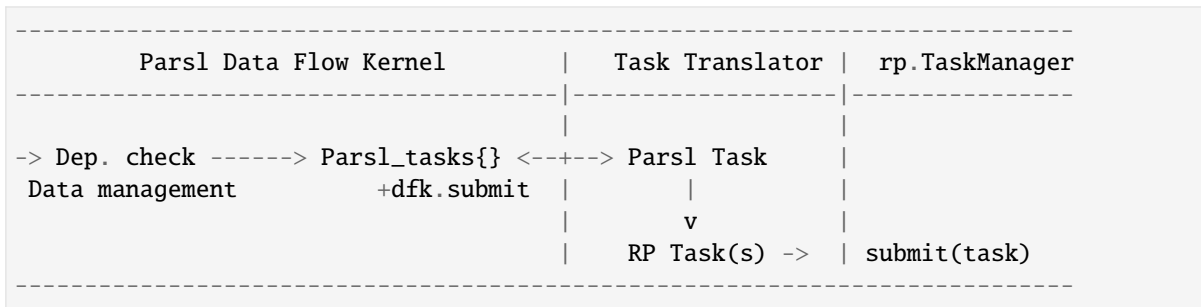 ----------------------------------------------------------------------------
         Parsl Data Flow Kernel        |   Task Translator |  rp.TaskManager
---------------------------------------|-------------------|----------------
                                       |                   |
-> Dep. check ------> Parsl_tasks{} <--+--> Parsl Task     |
 Data management          +dfk.submit  |        |          |
                                       |        v          |
                                       |    RP Task(s) ->  | submit(task)
----------------------------------------------------------------------------